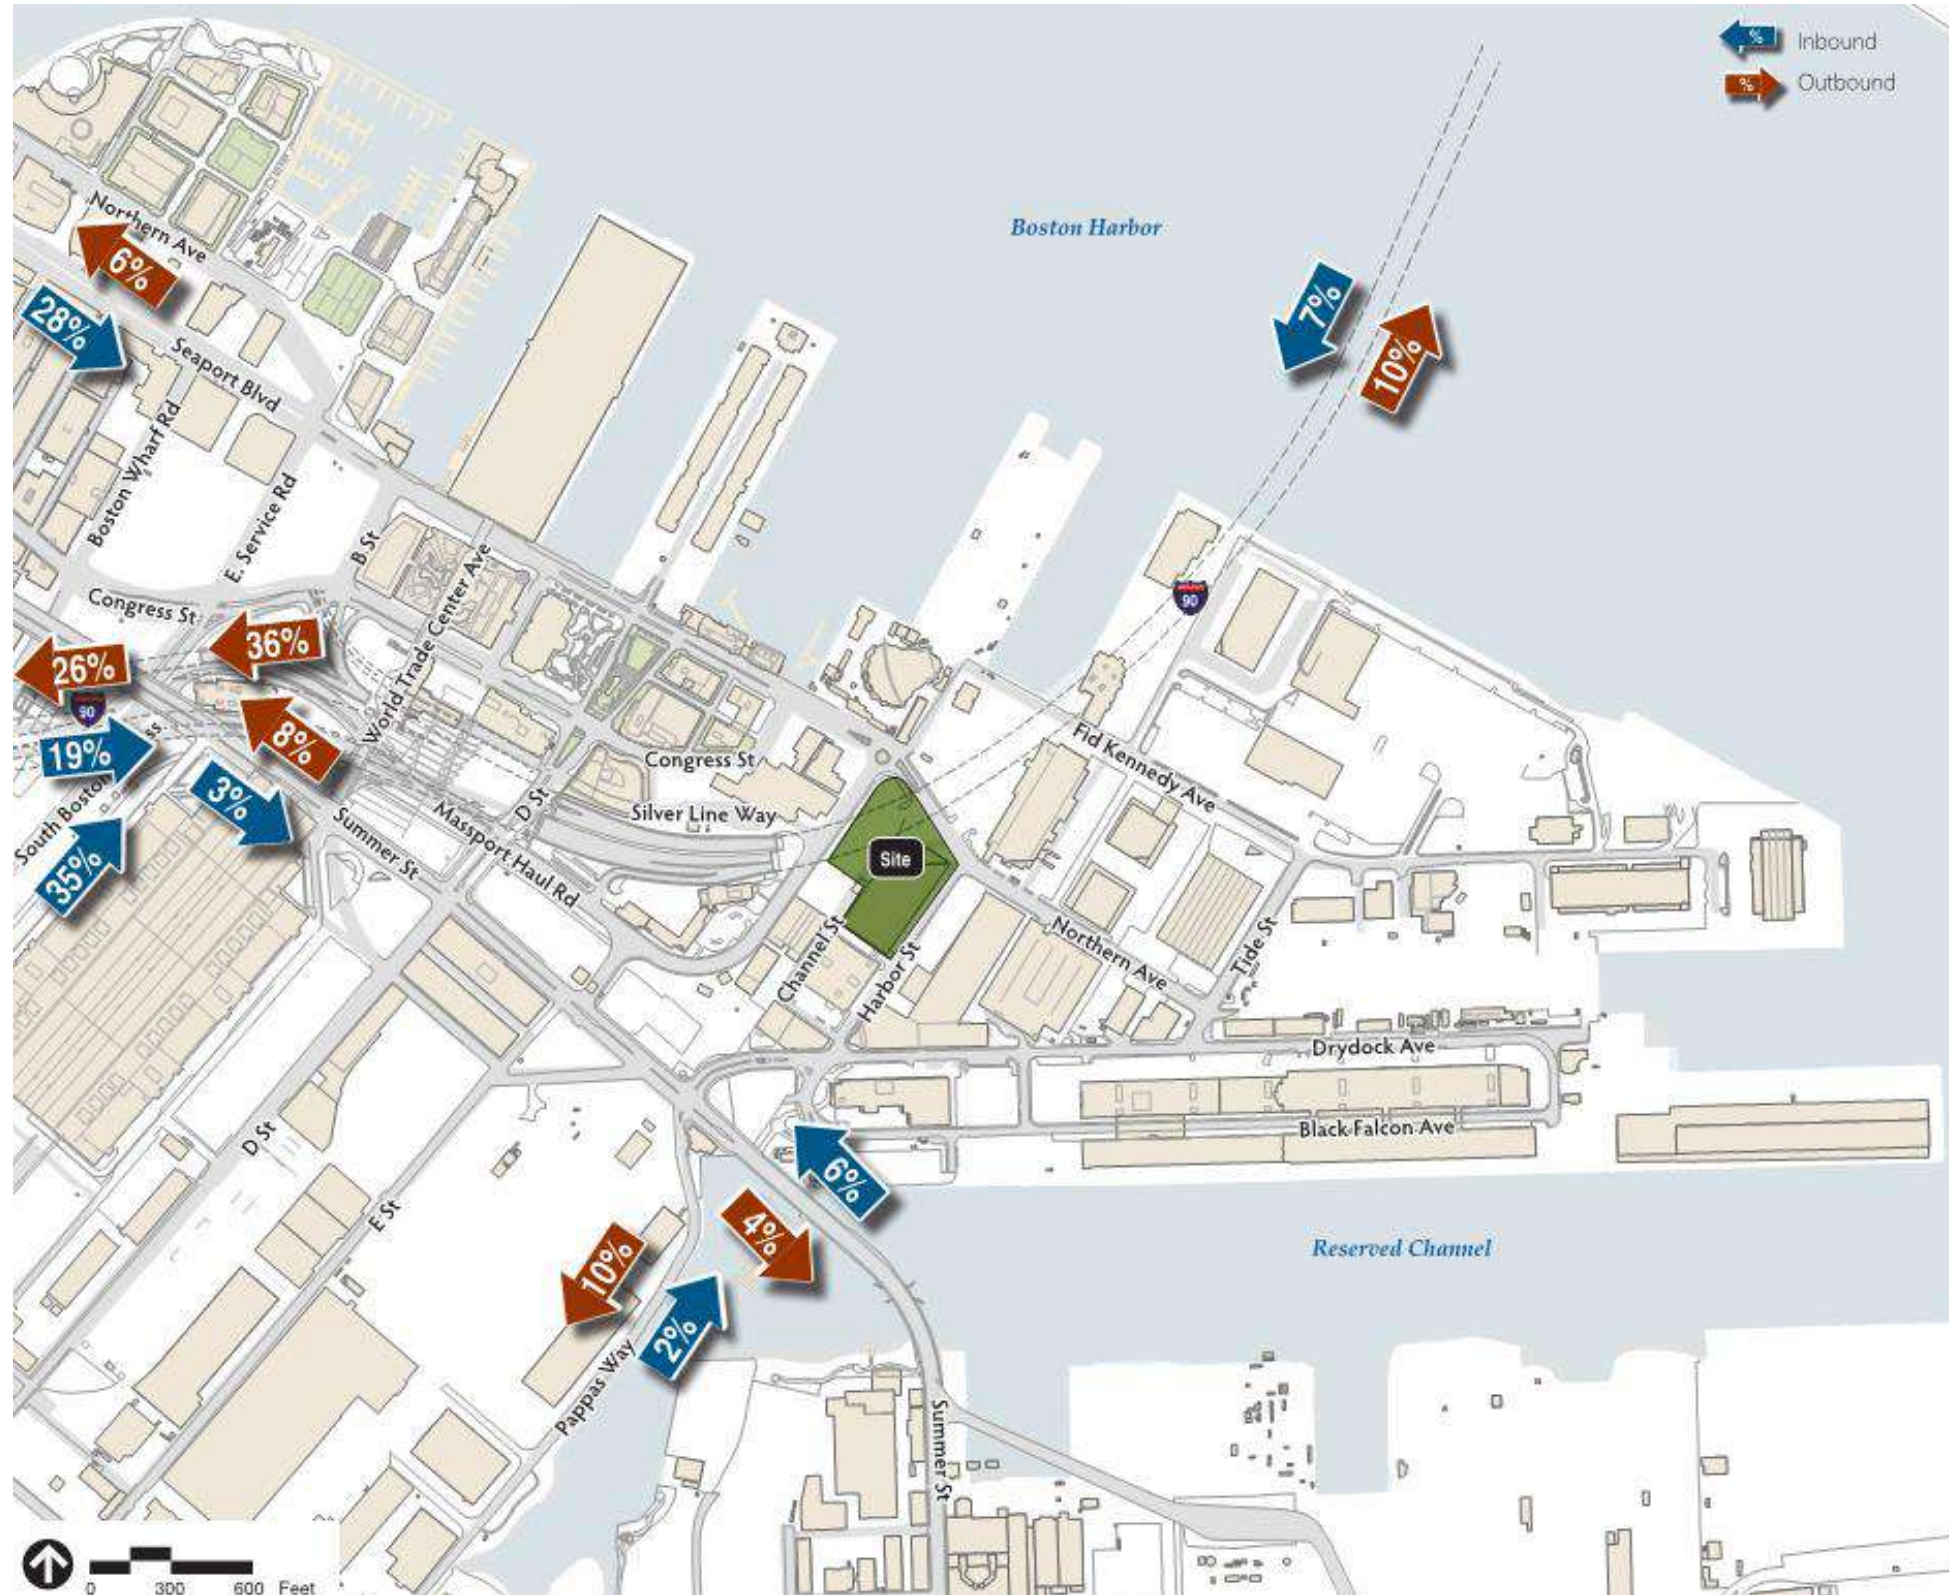 % Inbound
% Outbound
Boston Harbor
Northern Ave
6%
28%
7%
10%
Seaport Blvd
Boston Wharf Rd
E. Service Rd
B St
World Trade Center Ave
90
Congress St
36%
26%
90
8%
19%
3%
South Boston
35%
Summer St
Massport Haul Rd
D St
Congress St
Silver Line Way
Site
Fid Kennedy Ave
Channel St
Harbor St
Northern Ave
Tide St
Drydock Ave
Black Falcon Ave
D St
E St
6%
4%
10%
2%
Reserved Channel
Pappas Way
Summer St
0 300 600 Feet